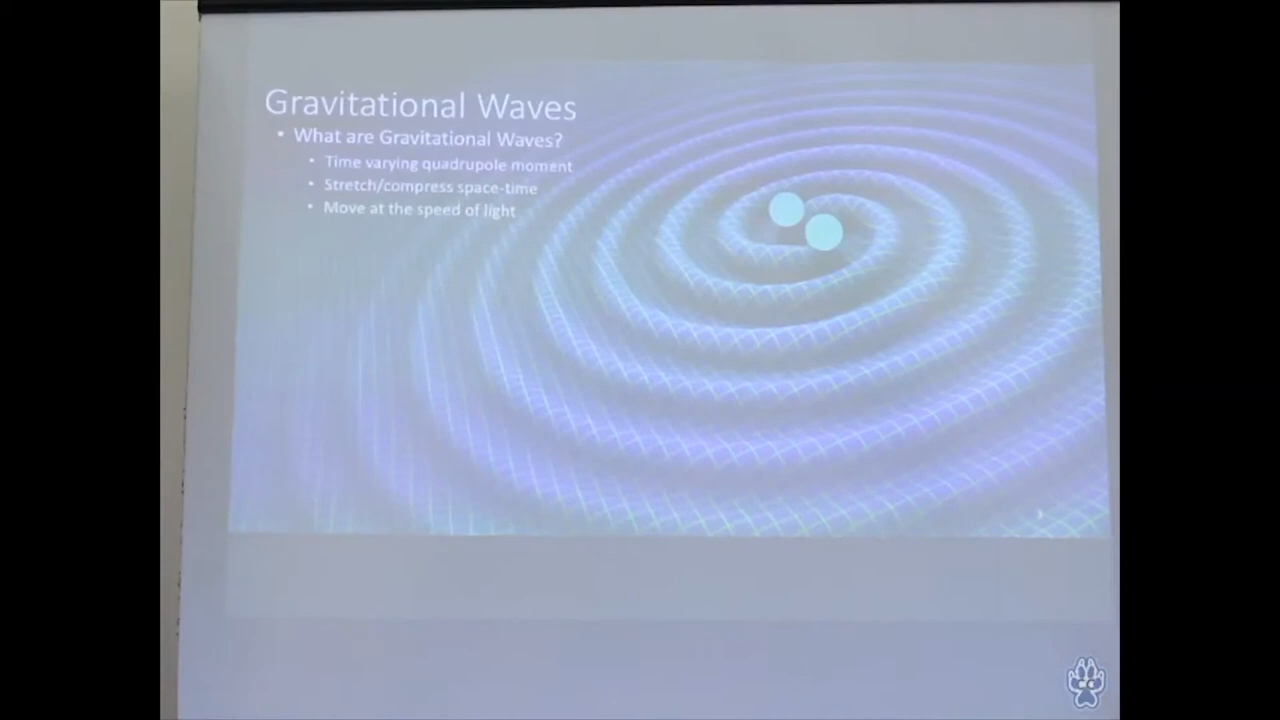 Gravitational Waves
• What are Gravitational Waves?
• Time varying quadrupole moment
• Stretch/compress space-time
• Move at the speed of light